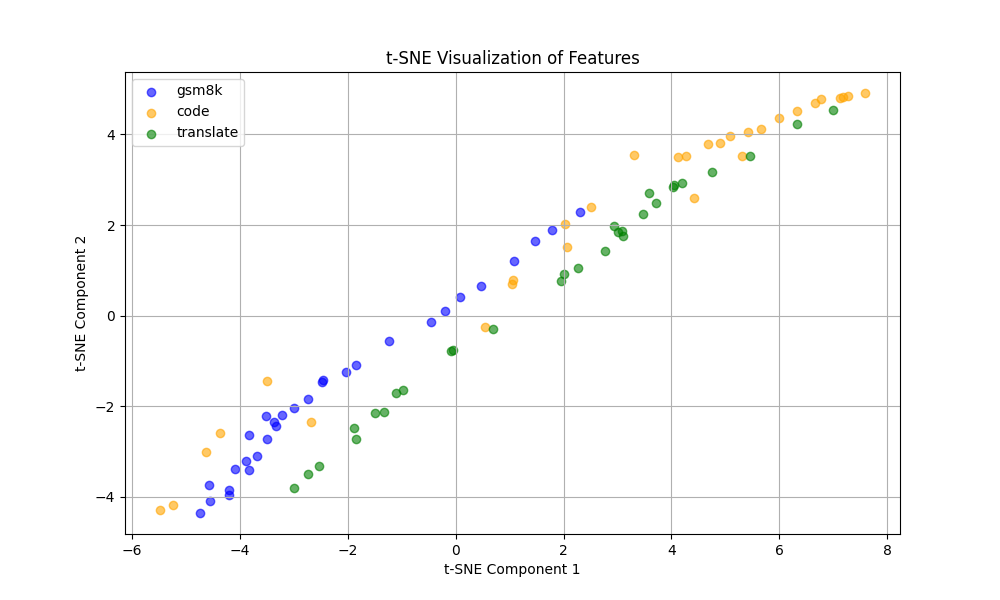 t-SNE Visualization of Features
gsm8k
code
translate
t-SNE Component 2
4
2
0
−2
−4
−6
−4
−2
0
2
4
6
8
t-SNE Component 1